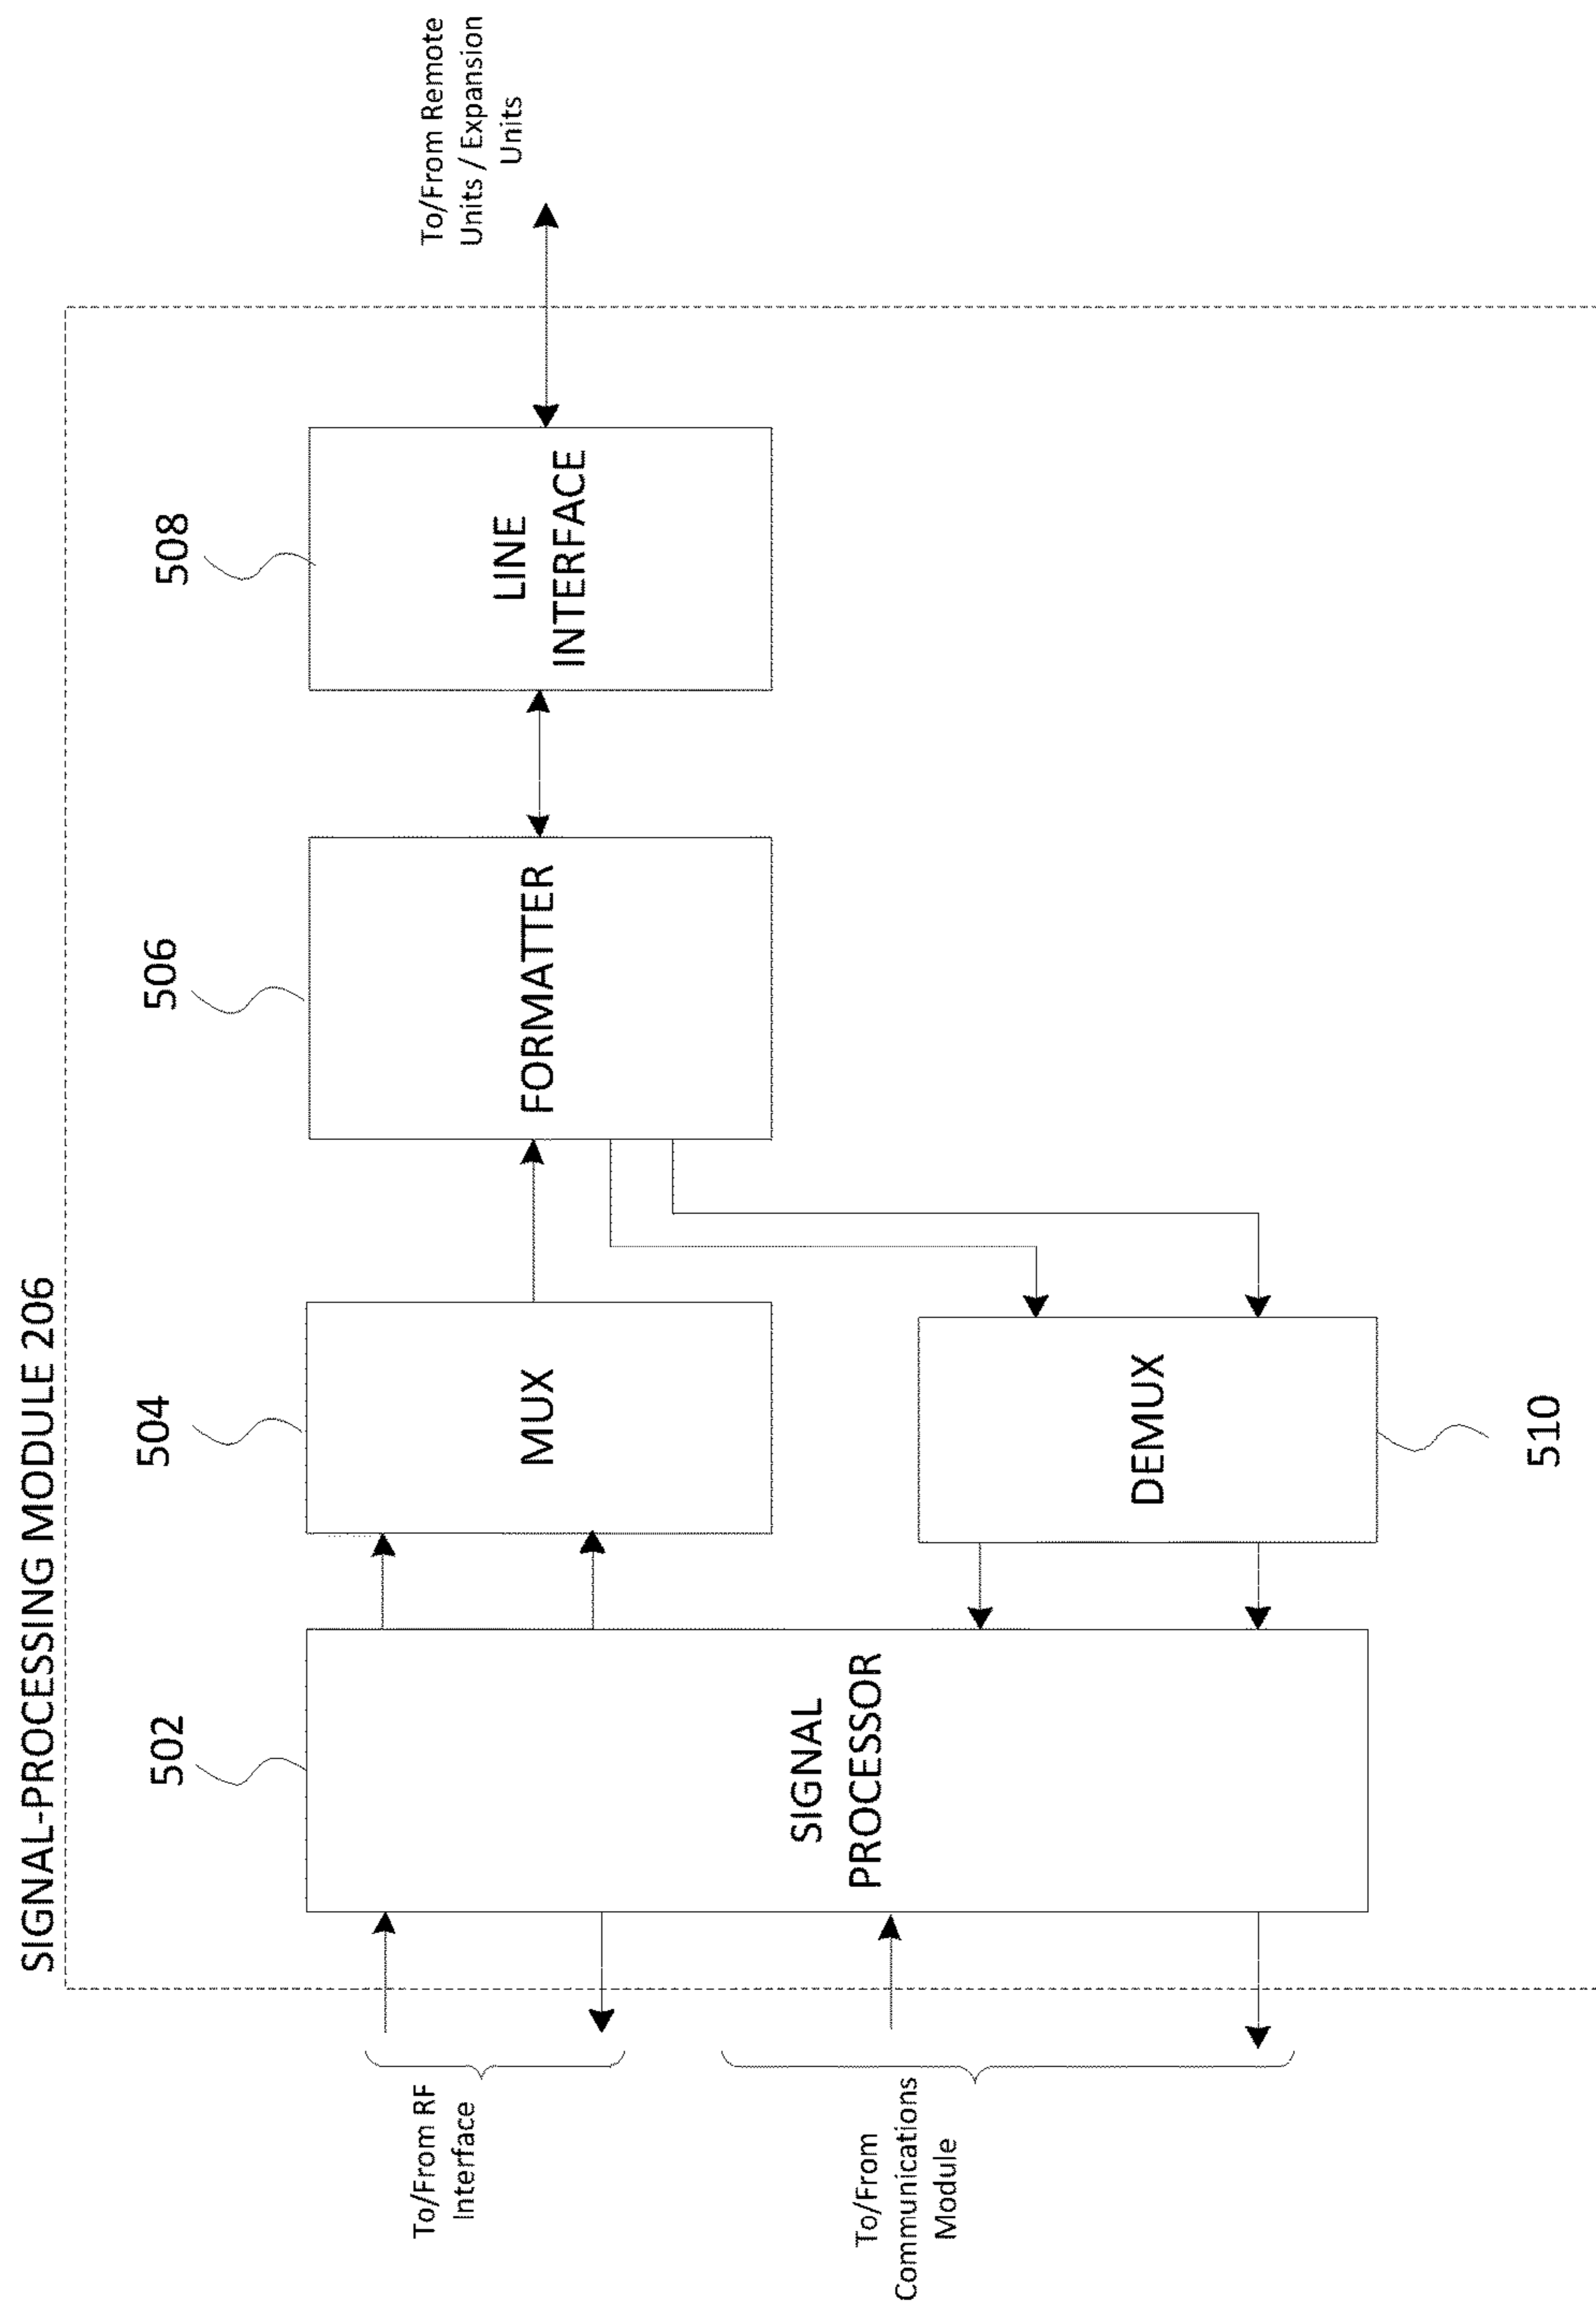 SIGNAL-PROCESSING MODULE 206
502
504
506
508
To/From RF
Interface
To/From
Communications
Module
SIGNAL
PROCESSOR
MUX
FORMATTER
LINE
INTERFACE
To/From Remote
Units / Expansion
Units
DEMUX
510